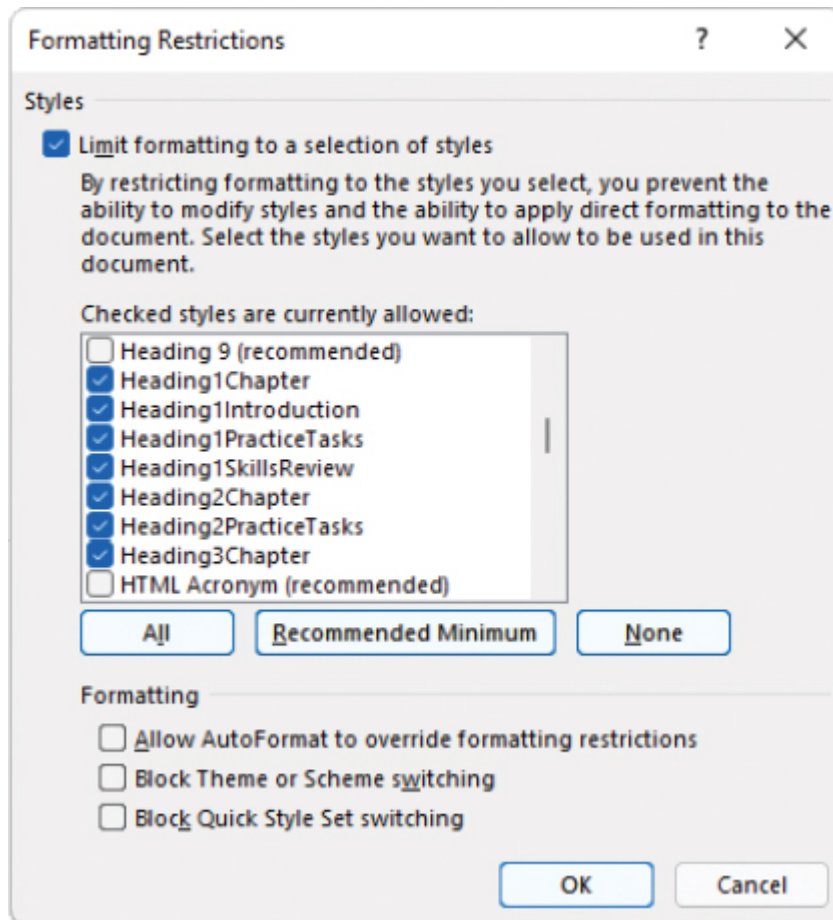 Formatting Restrictions ? ×
Styles
Limit formatting to a selection of styles
By restricting formatting to the styles you select, you prevent the
ability to modify styles and the ability to apply direct formatting to the
document. Select the styles you want to allow to be used in this
document.
Checked styles are currently allowed:
Heading 9 (recommended)
Heading1Chapter
Heading1Introduction
Heading1PracticeTasks
Heading1SkillsReview
Heading2Chapter
Heading2PracticeTasks
Heading3Chapter
HTML Acronym (recommended)
All Recommended Minimum None
Formatting
Allow AutoFormat to override formatting restrictions
Block Theme or Scheme switching
Block Quick Style Set switching
OK Cancel